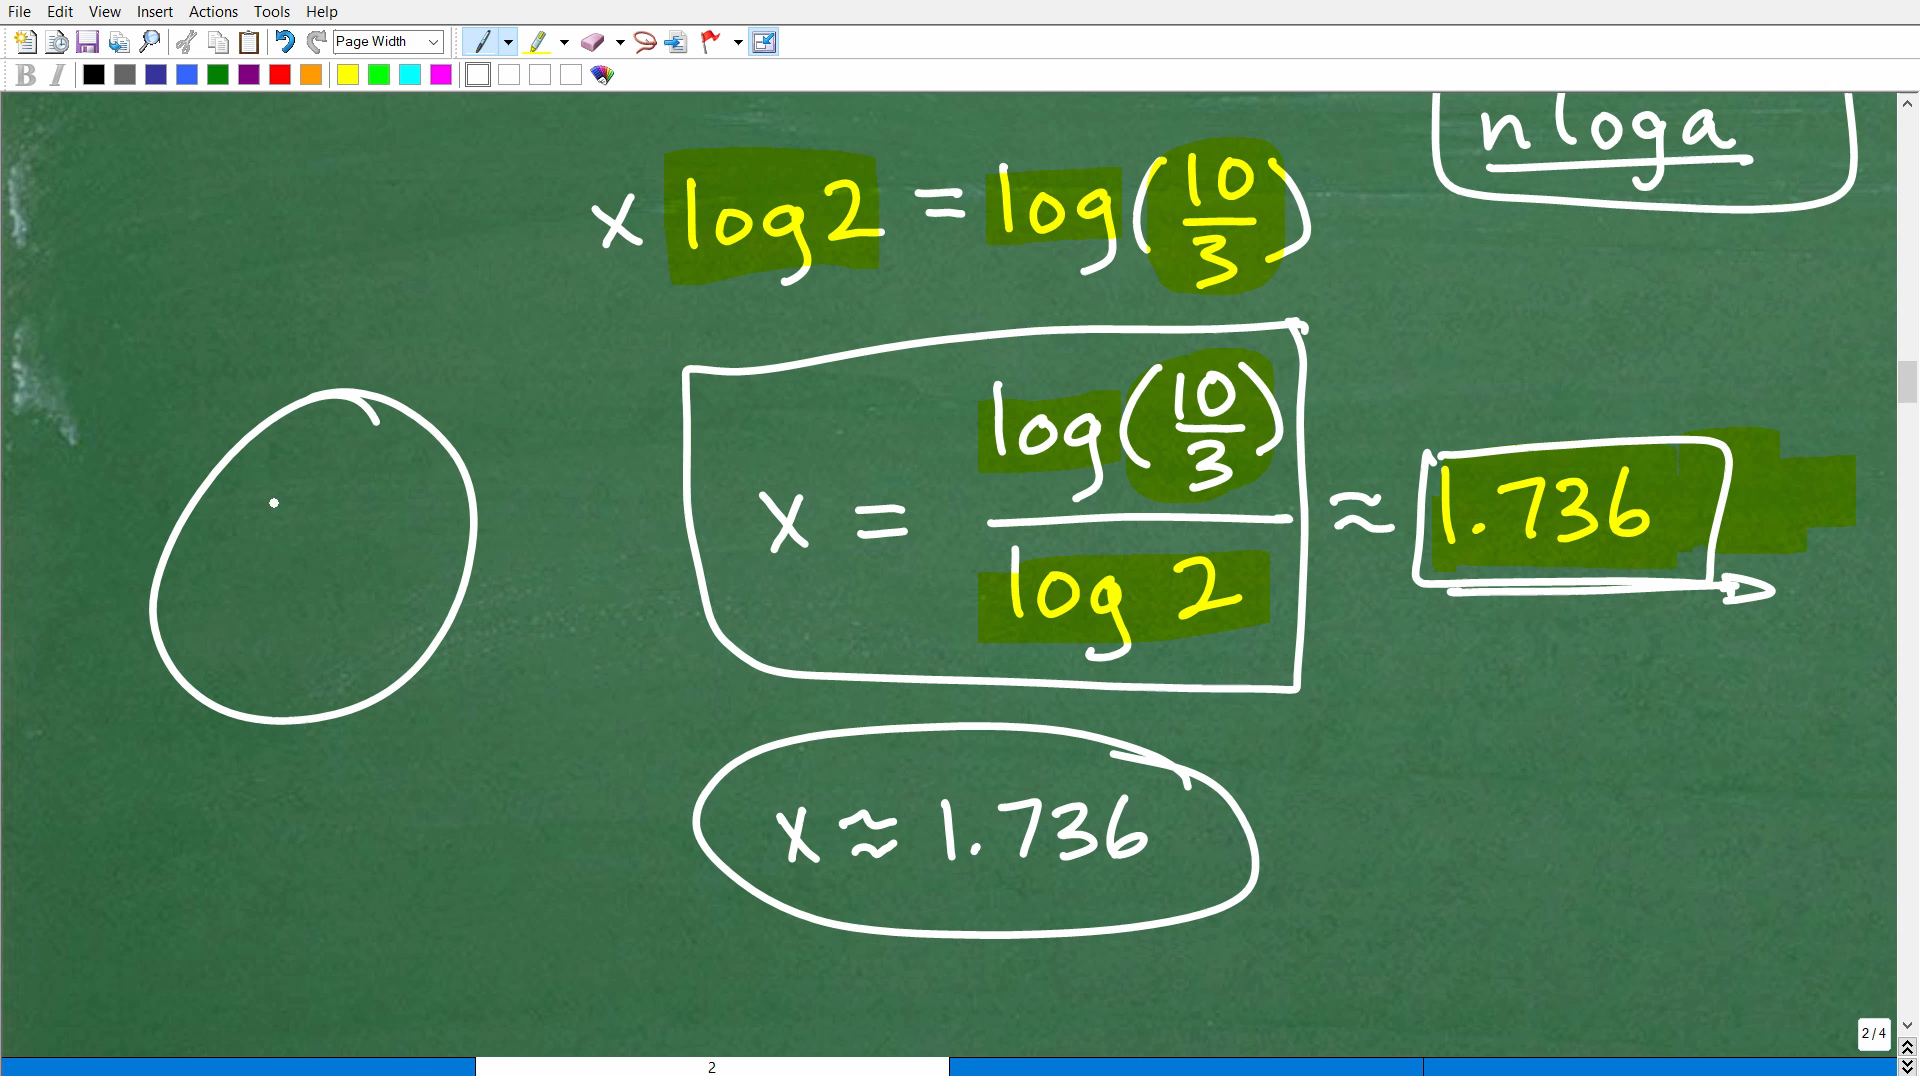 File Edit View Insert Actions Tools Help
Page Width
B I
n log a
x log 2 = log(10/3)
x = log(10/3) / log 2 ≈ 1.736
x ≈ 1.736
2 / 4
2